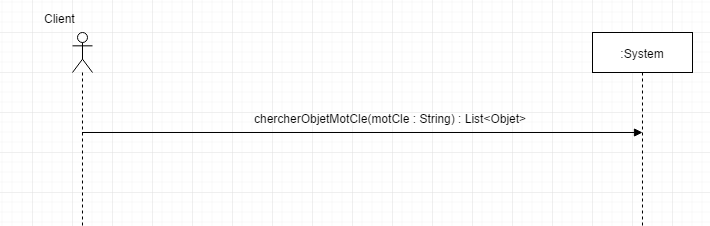 Client
:System
chercherObjetMotCle(motCle : String) : List<Objet>